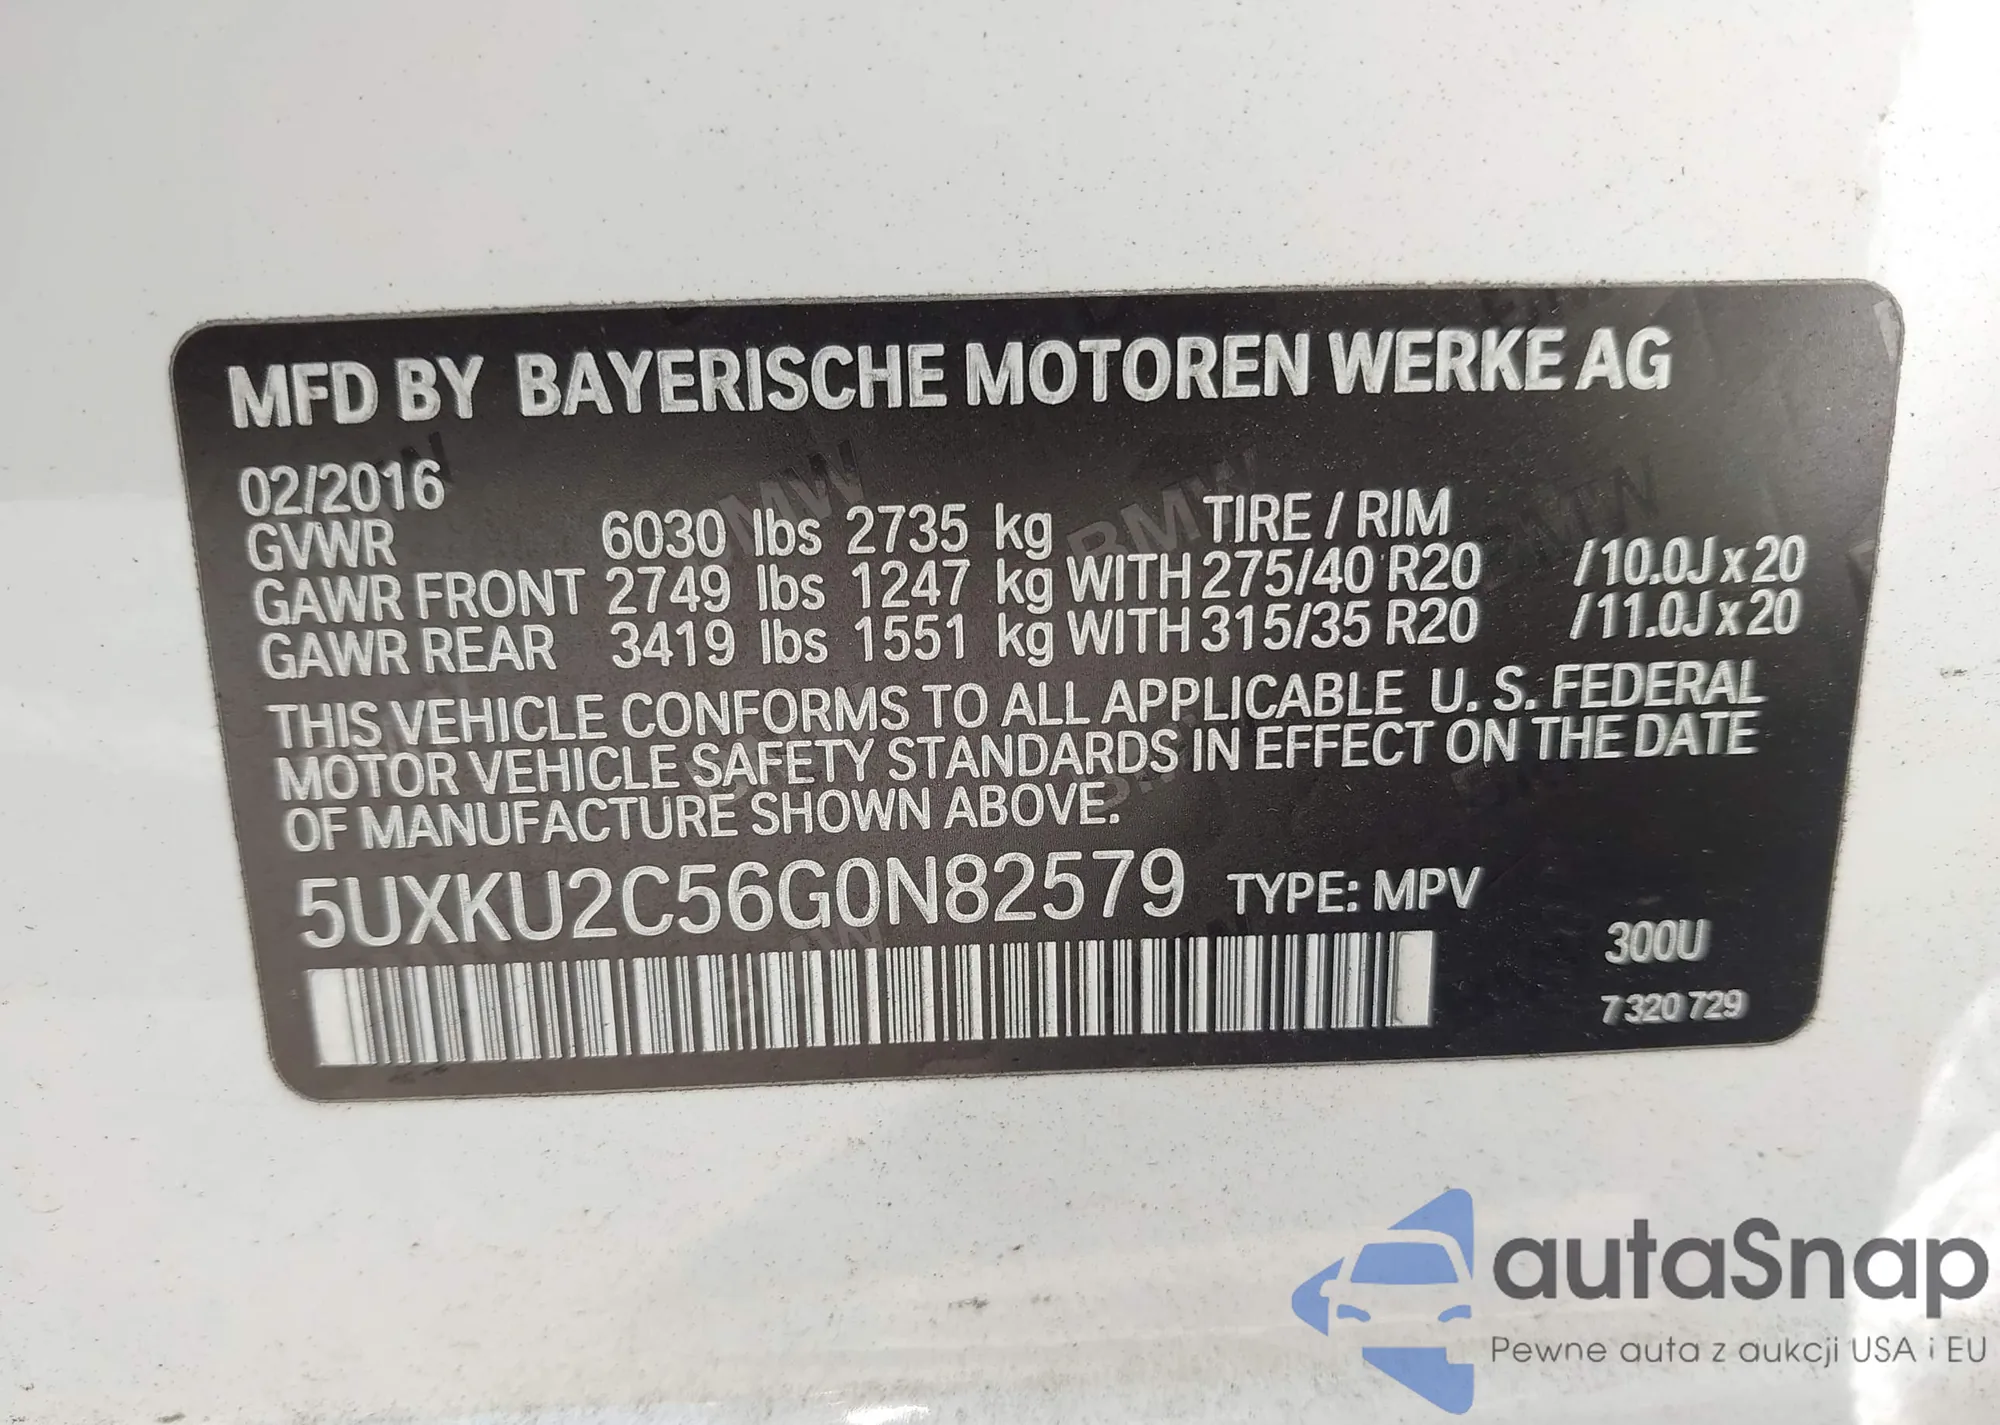 MFD BY BAYERISCHE MOTOREN WERKE AG
02/2016
GVWR 6030 lbs 2735 kg TIRE / RIM
GAWR FRONT 2749 lbs 1247 kg WITH 275/40 R20 /10.0J x 20
GAWR REAR 3419 lbs 1551 kg WITH 315/35 R20 /11.0J x 20
THIS VEHICLE CONFORMS TO ALL APPLICABLE U. S. FEDERAL
MOTOR VEHICLE SAFETY STANDARDS IN EFFECT ON THE DATE
OF MANUFACTURE SHOWN ABOVE.
5UXKU2C56G0N82579 TYPE: MPV
300U
7 320 729
autaSnap
Pewne auta z aukcji USA i EU